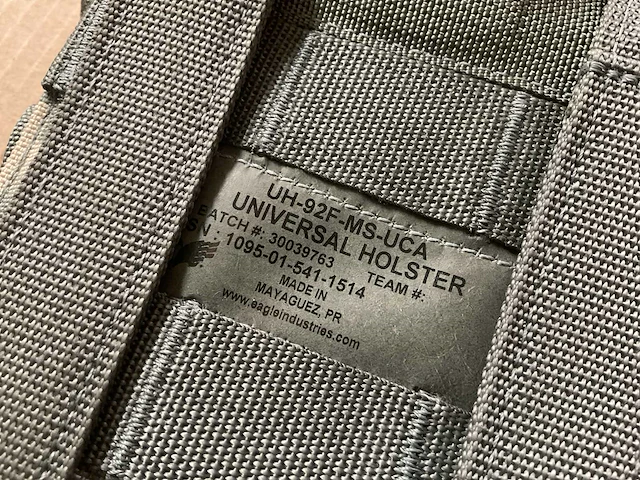 UH-92F-MS-UCA
UNIVERSAL HOLSTER
BATCH #: 30039763 TEAM #:
SN : 1095-01-541-1514
MADE IN
MAYAGUEZ, PR
www.eagleindustries.com